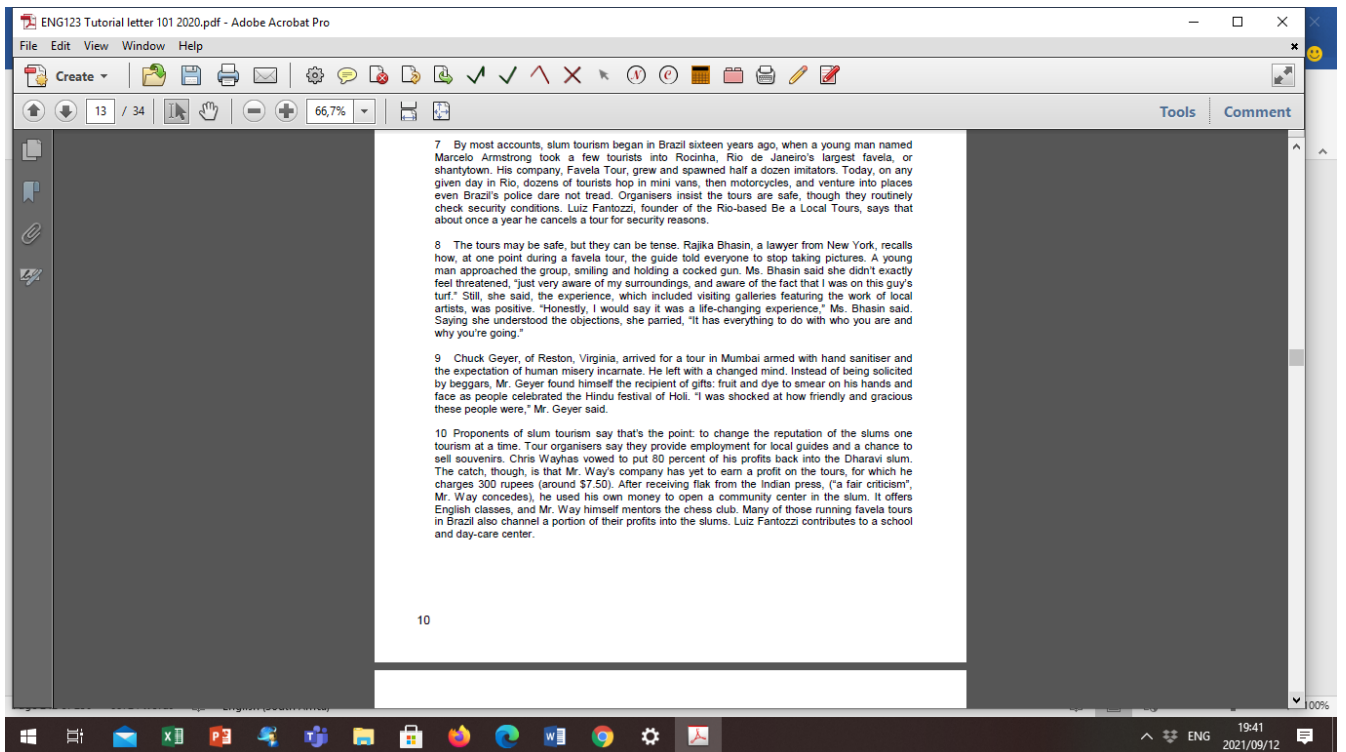 ENG123 Tutorial letter 101 2020.pdf - Adobe Acrobat Pro
File Edit View Window Help
Create
13 / 34 66,7% Tools Comment
7 By most accounts, slum tourism began in Brazil sixteen years ago, when a young man named
Marcelo Armstrong took a few tourists into Rocinha, Rio de Janeiro's largest favela, or
shantytown. His company, Favela Tour, grew and spawned half a dozen imitators. Today, on any
given day in Rio, dozens of tourists hop in mini vans, then motorcycles, and venture into places
even Brazil's police dare not tread. Organisers insist the tours are safe, though they routinely
check security conditions. Luiz Fantozzi, founder of the Rio-based Be a Local Tours, says that
about once a year he cancels a tour for security reasons.
8 The tours may be safe, but they can be tense. Rajika Bhasin, a lawyer from New York, recalls
how, at one point during a favela tour, the guide told everyone to stop taking pictures. A young
man approached the group, smiling and holding a cocked gun. Ms. Bhasin said she didn't exactly
feel threatened, "just very aware of my surroundings, and aware of the fact that I was on this guy's
turf." Still, she said, the experience, which included visiting galleries featuring the work of local
artists, was positive. "Honestly, I would say it was a life-changing experience," Ms. Bhasin said.
Saying she understood the objections, she parried, "It has everything to do with who you are and
why you're going."
9 Chuck Geyer, of Reston, Virginia, arrived for a tour in Mumbai armed with hand sanitiser and
the expectation of human misery incarnate. He left with a changed mind. Instead of being solicited
by beggars, Mr. Geyer found himself the recipient of gifts: fruit and dye to smear on his hands and
face as people celebrated the Hindu festival of Holi. "I was shocked at how friendly and gracious
these people were," Mr. Geyer said.
10 Proponents of slum tourism say that's the point: to change the reputation of the slums one
tourism at a time. Tour organisers say they provide employment for local guides and a chance to
sell souvenirs. Chris Wayhas vowed to put 80 percent of his profits back into the Dharavi slum.
The catch, though, is that Mr. Way's company has yet to earn a profit on the tours, for which he
charges 300 rupees (around $7.50). After receiving flak from the Indian press, ("a fair criticism",
Mr. Way concedes), he used his own money to open a community center in the slum. It offers
English classes, and Mr. Way himself mentors the chess club. Many of those running favela tours
in Brazil also channel a portion of their profits into the slums. Luiz Fantozzi contributes to a school
and day-care center.
10
100%
ENG
19:41
2021/09/12